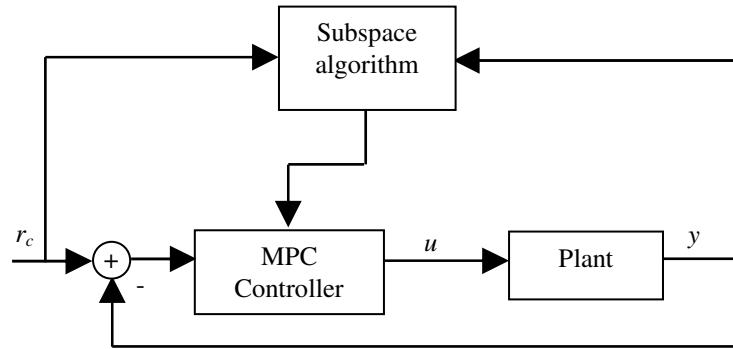 Subspace
algorithm
r_c
+
-
MPC
Controller
u
Plant
y